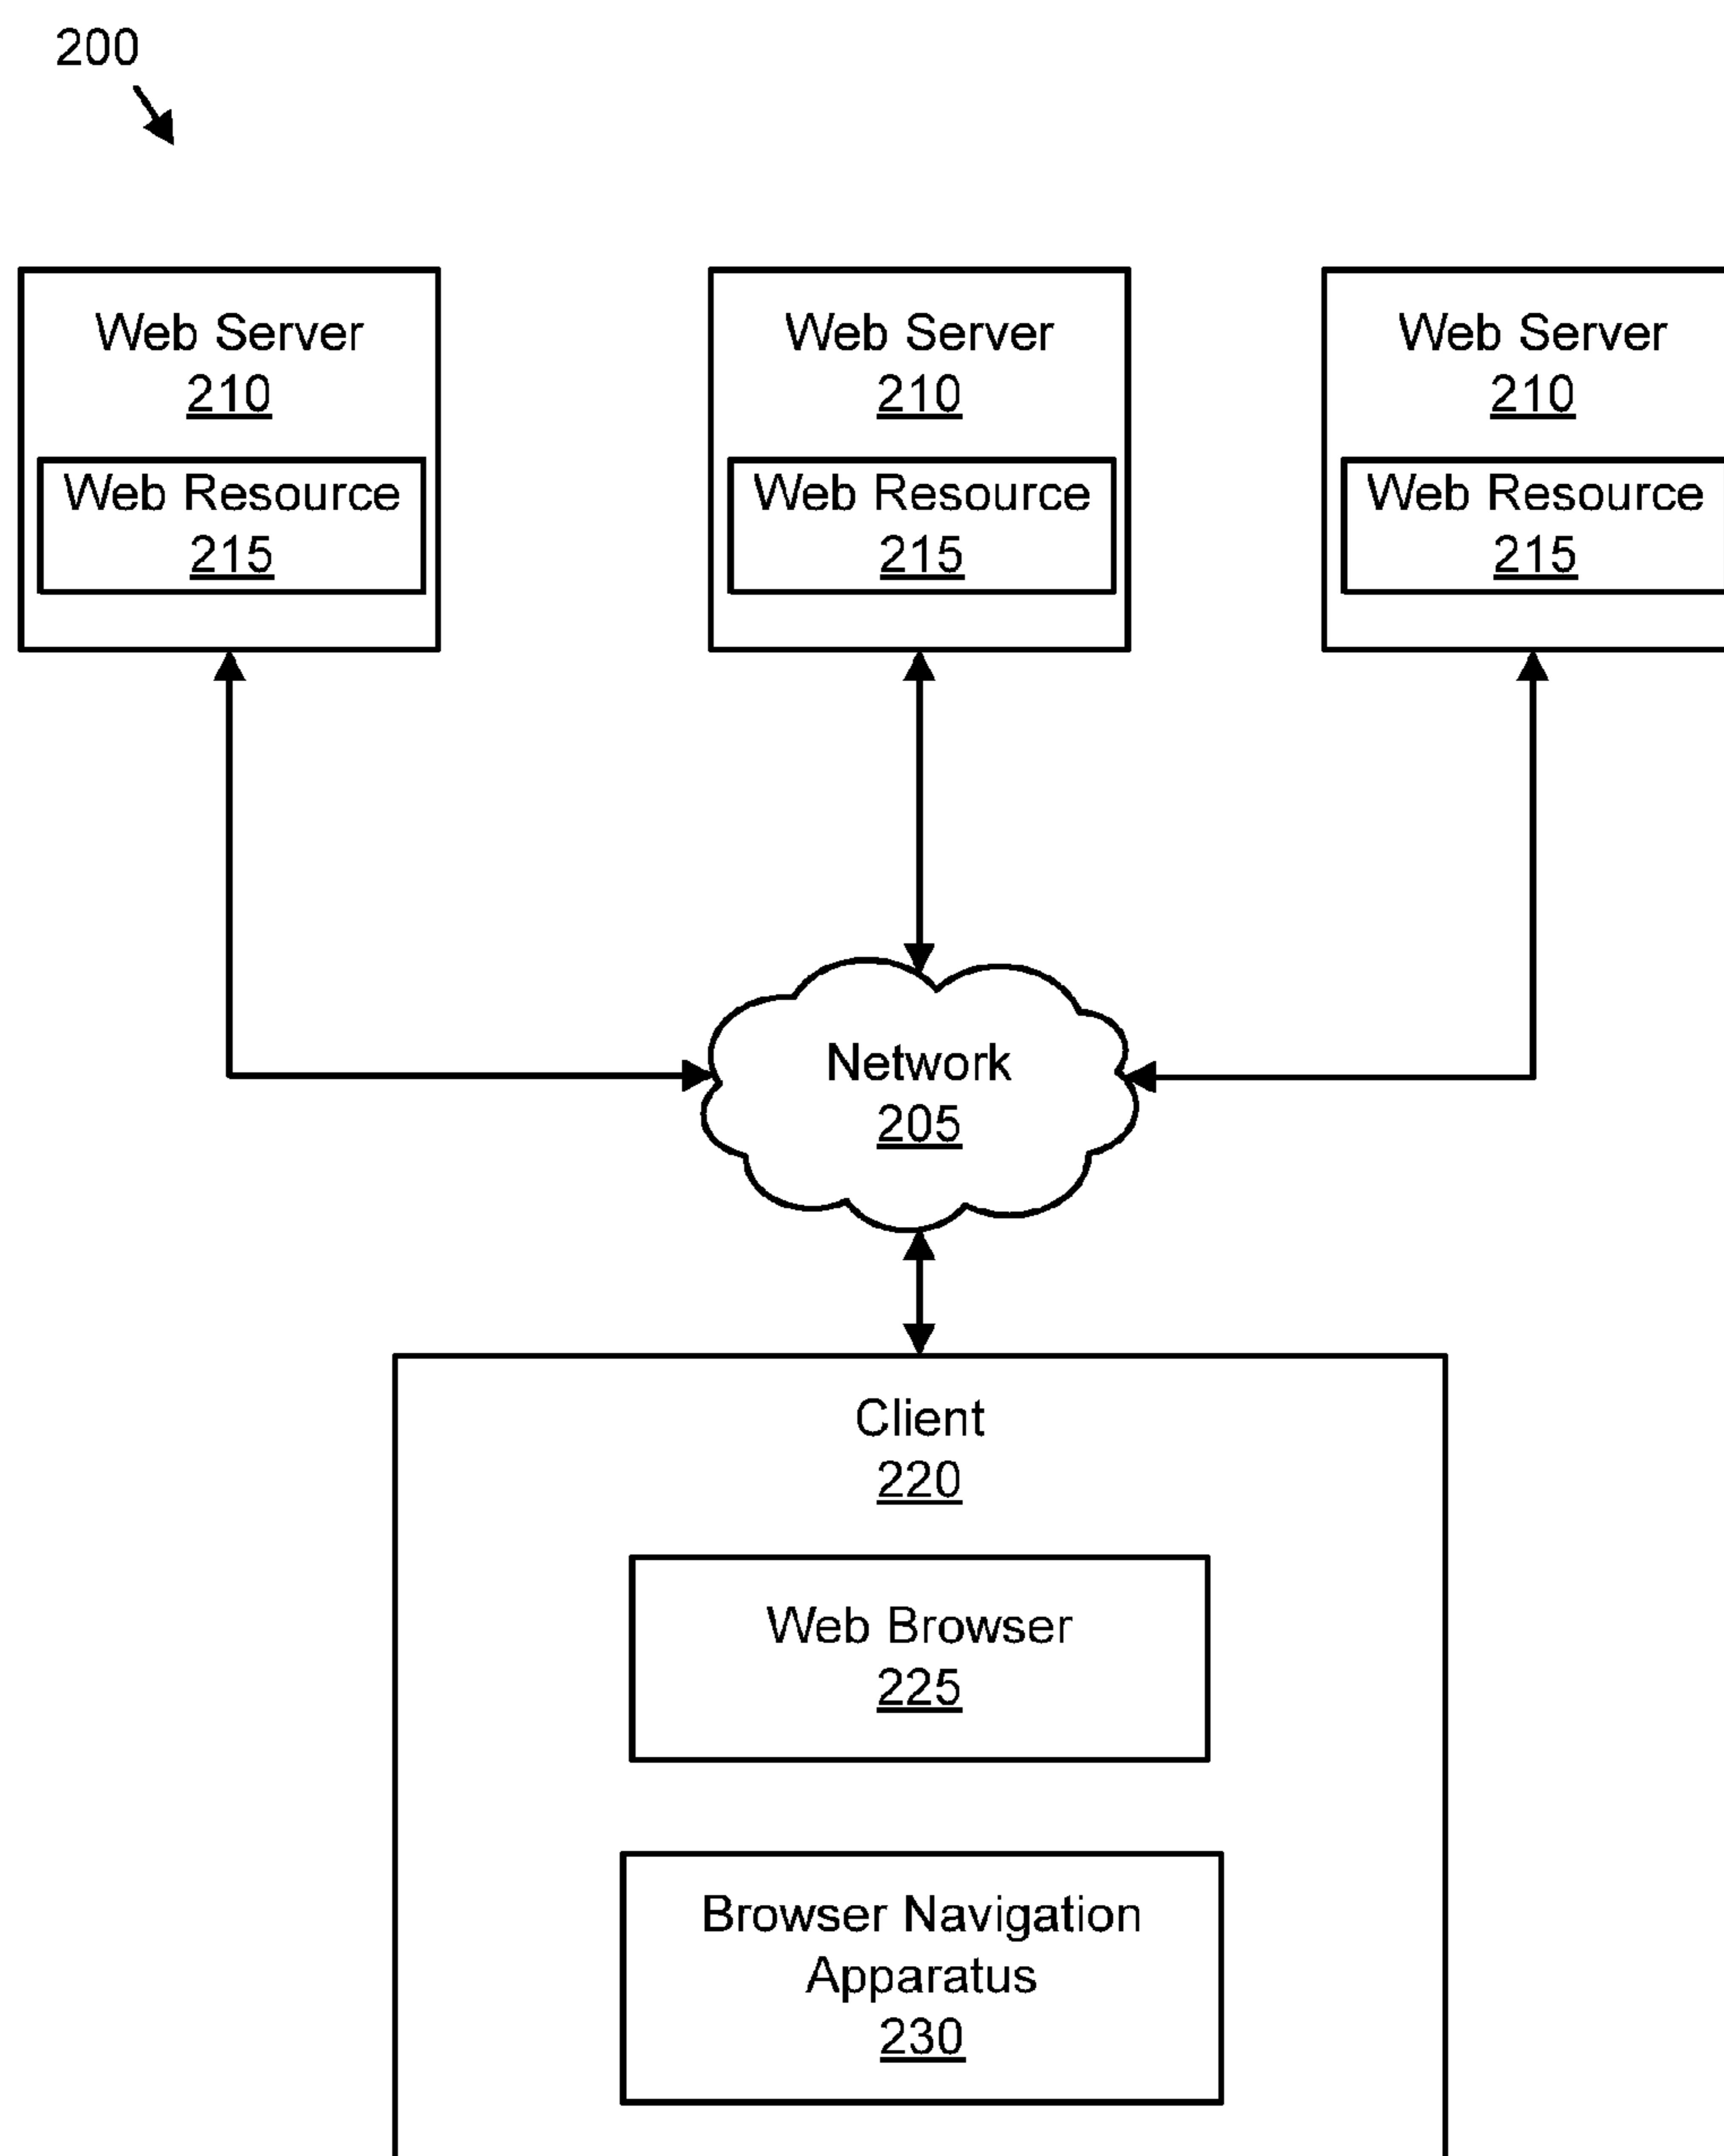 200
Web Server
210
Web Resource
215
Web Server
210
Web Resource
215
Web Server
210
Web Resource
215
Network
205
Client
220
Web Browser
225
Browser Navigation
Apparatus
230